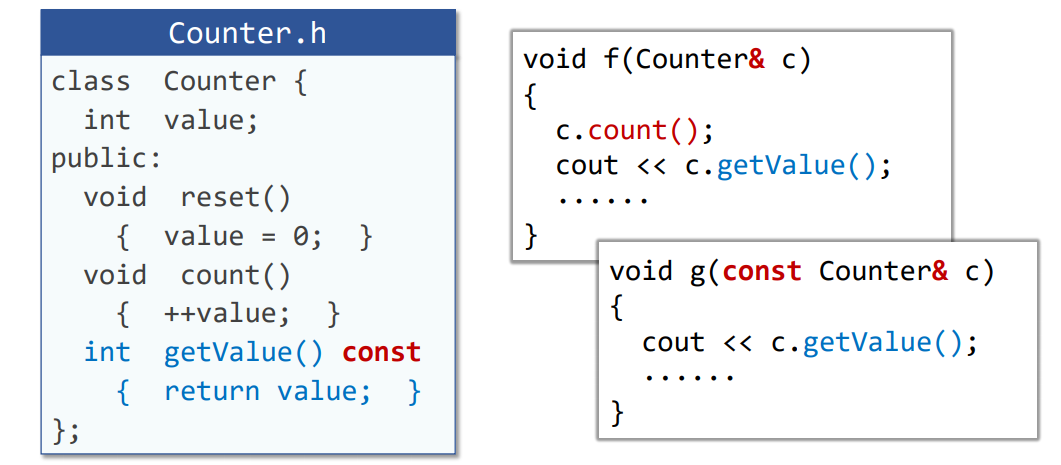 Counter.h
class  Counter {
  int  value;
public:
  void  reset()
    {  value = 0;  }
  void  count()
    {  ++value;  }
  int  getValue() const
    {  return value;  }
};
void f(Counter& c)
{
  c.count();
  cout << c.getValue();
  ......
}
void g(const Counter& c)
{
  cout << c.getValue();
  ......
}